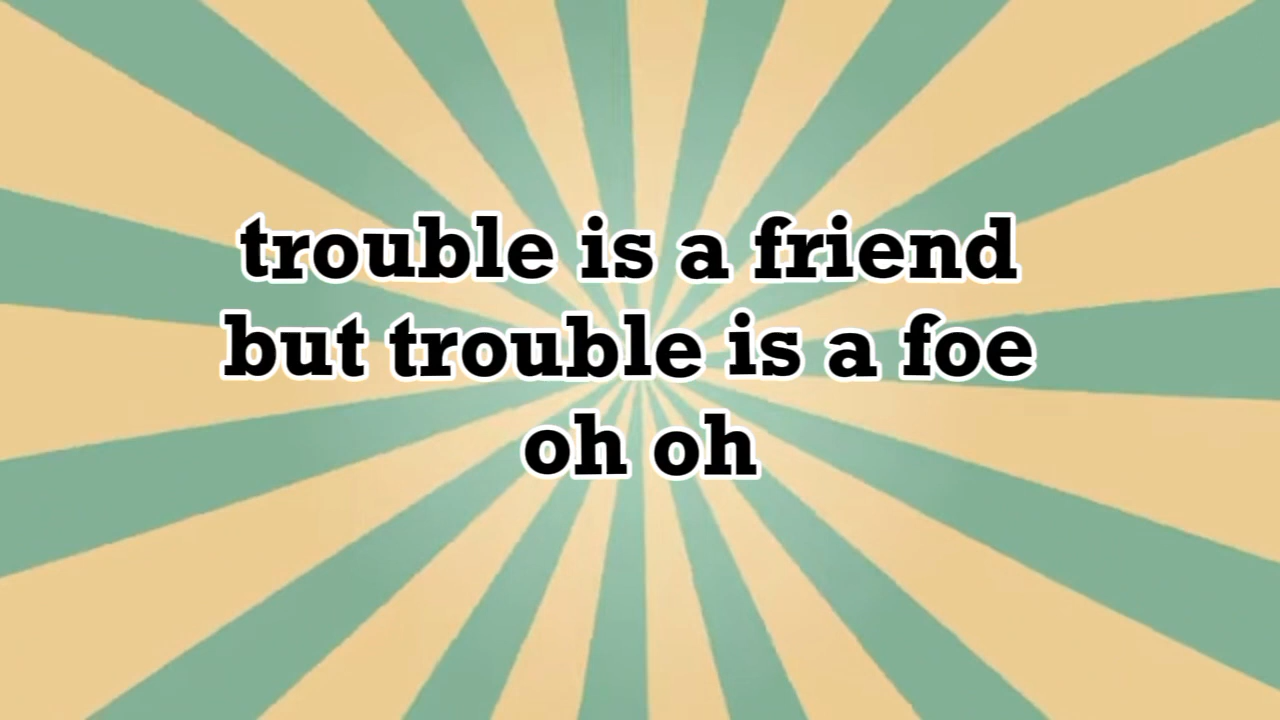 trouble is a friend
but trouble is a foe
oh oh